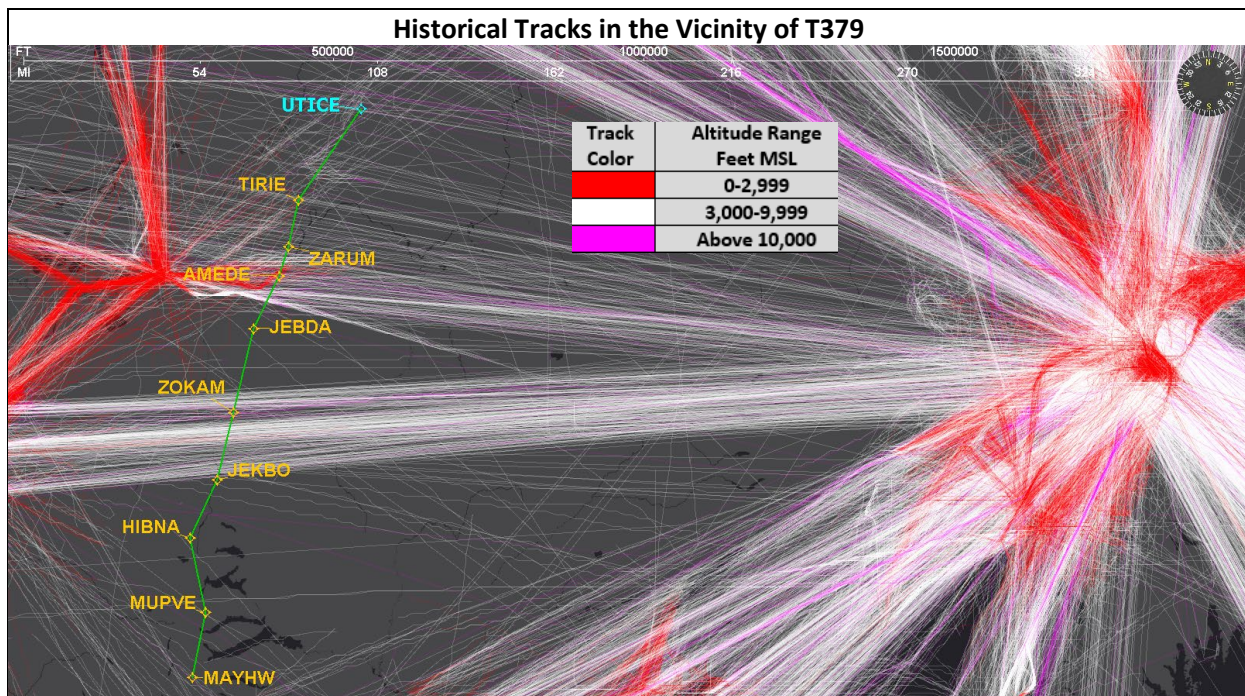 Historical Tracks in the Vicinity of T379
FT 500000 1000000 1500000
MI 54 108 162 216 270
UTICE
TIRIE
ZARUM
AMEDE
JEBDA
ZOKAM
JEKBO
HIBNA
MUPVE
MAYHW
Track Color
Altitude Range Feet MSL
0-2,999
3,000-9,999
Above 10,000
N
E
S
W